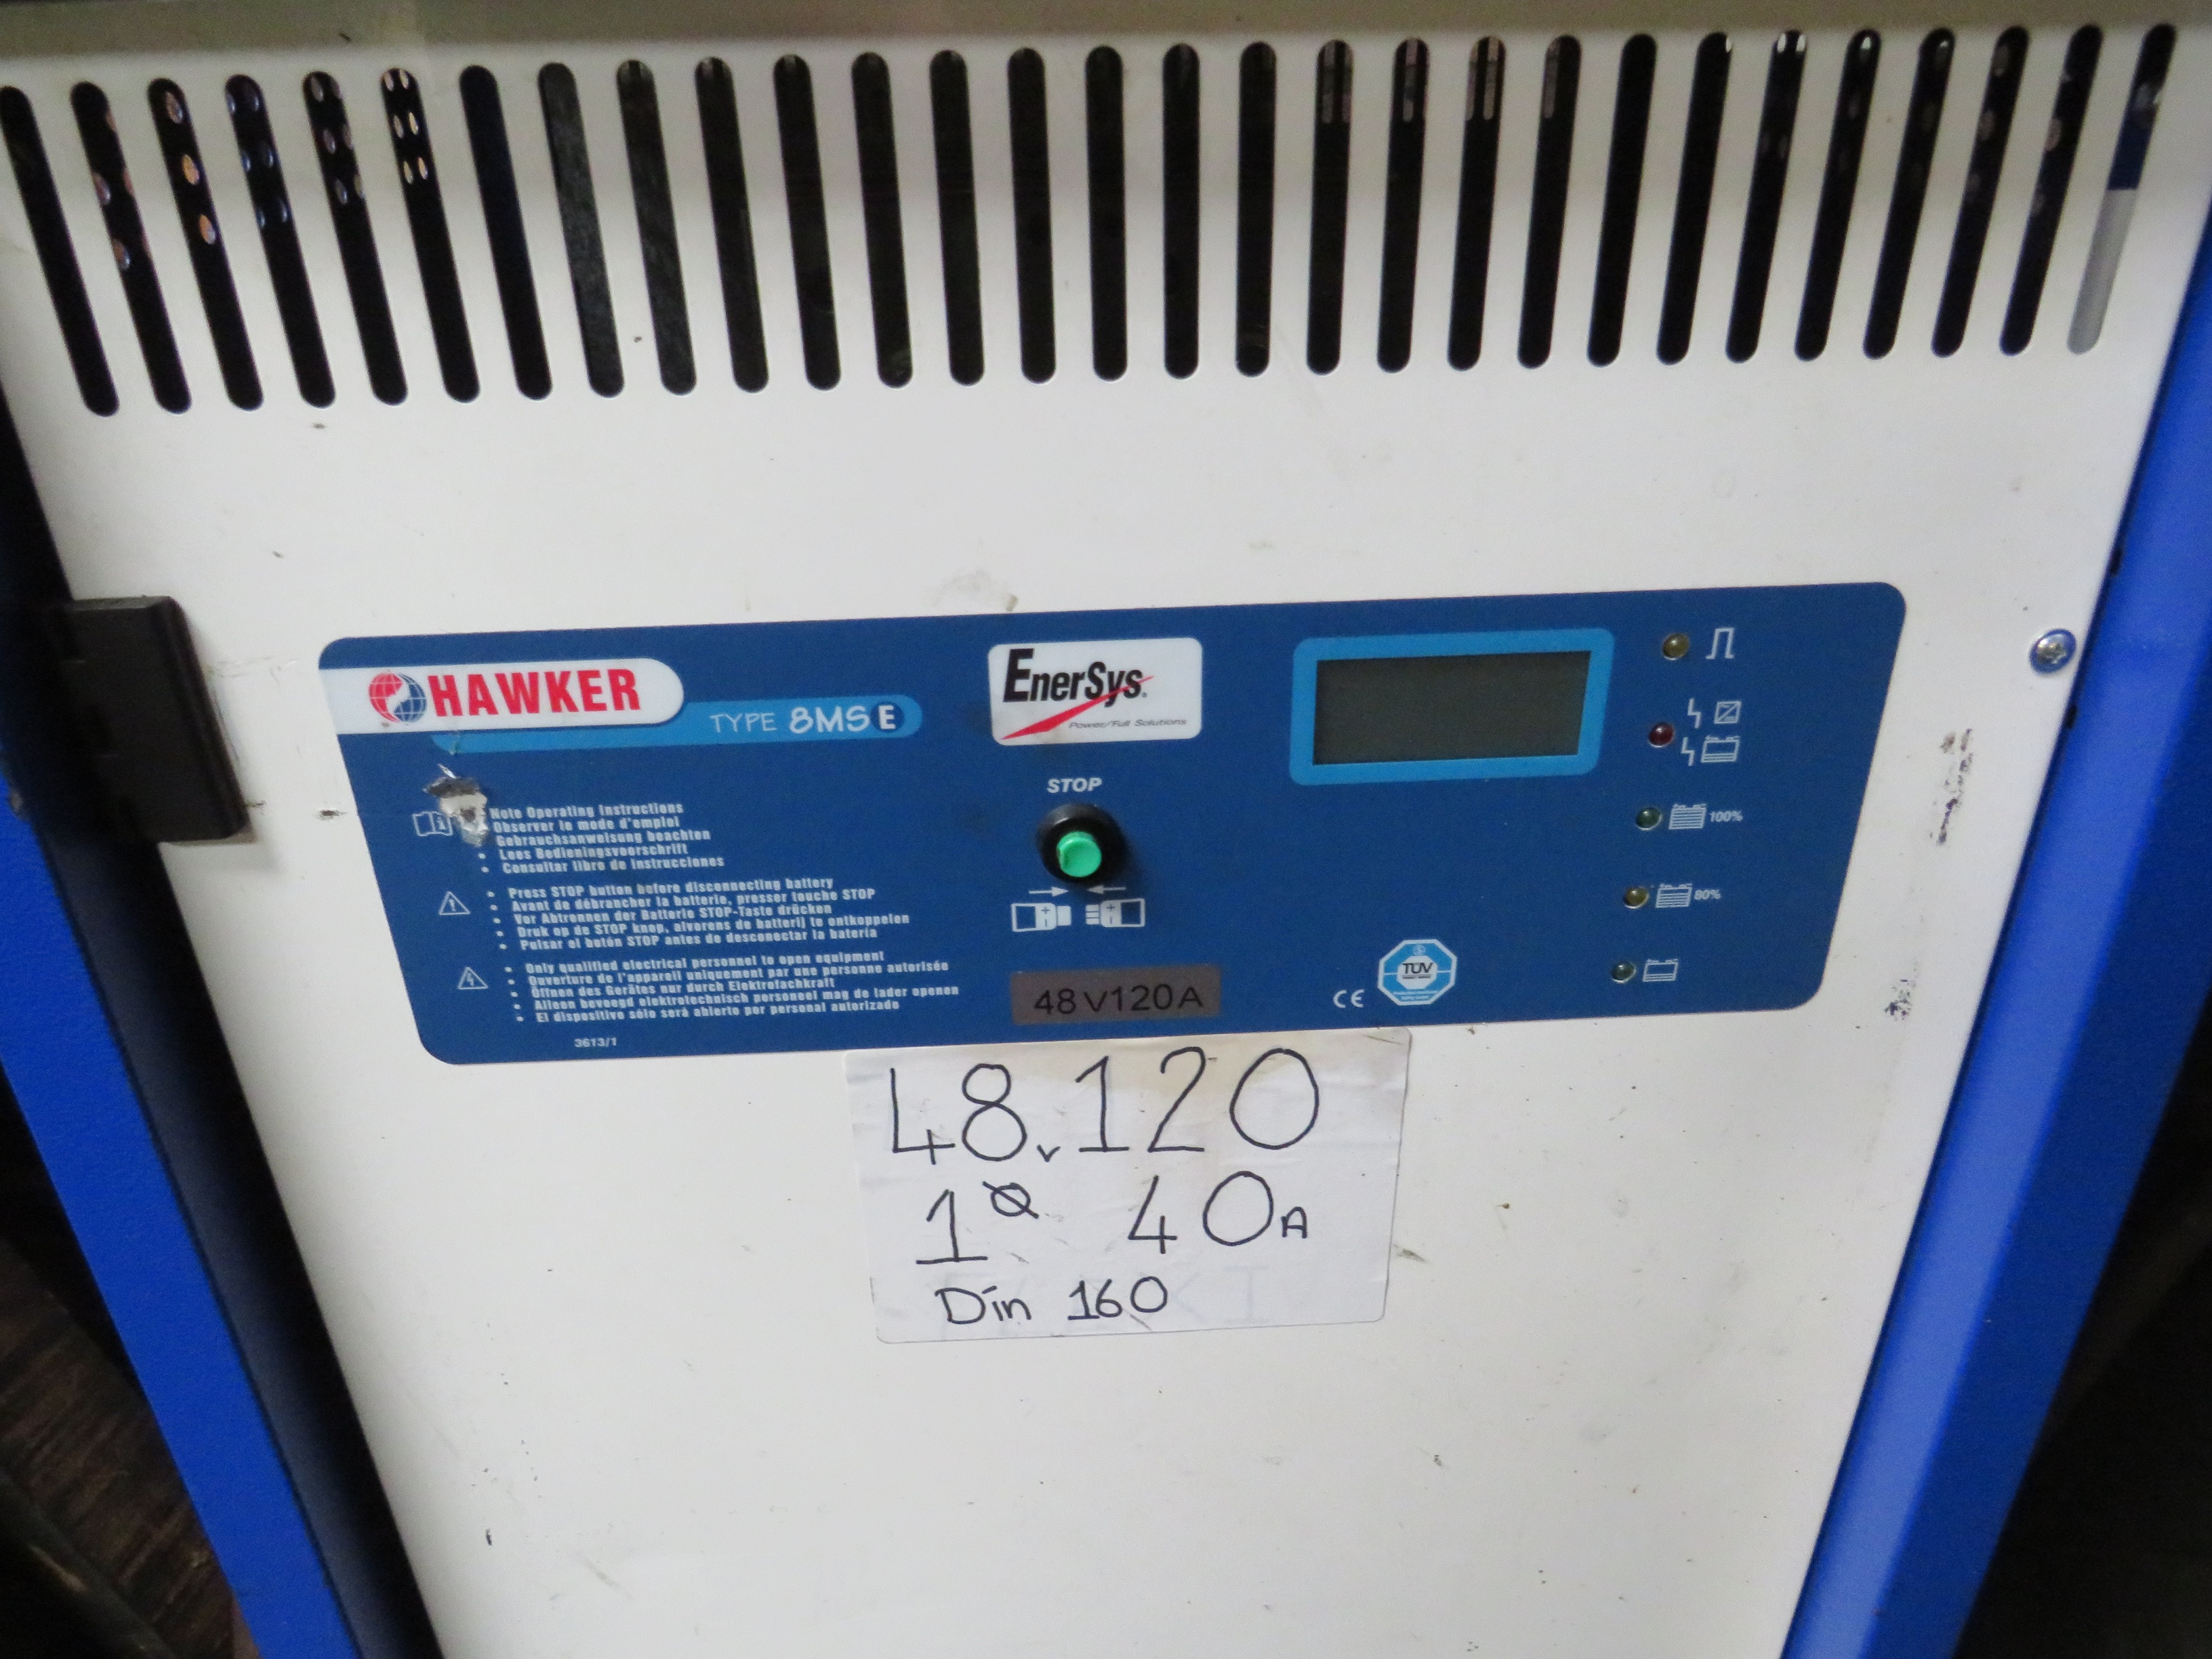 HAWKER
TYPE 8MS E
EnerSys.
Power/Full Solutions
STOP
• Note Operating Instructions
• Observer le mode d'emploi
• Gebrauchsanweisung beachten
• Lees Bedieningsvoorschrift
• Consultar libro de instrucciones
• Press STOP button before disconnecting battery
• Avant de débrancher la batterie, presser touche STOP
• Vor Abtrennen der Batterie STOP-Taste drücken
• Druk op de STOP knop, alvorens de batterij te ontkoppelen
• Pulsar el botón STOP antes de desconectar la batería
• Only qualified electrical personnel to open equipment
• Ouverture de l'appareil uniquement par une personne autorisée
• Öffnen des Gerätes nur durch Elektrofachkraft
• Alleen bevoegd elektrotechnisch personeel mag de lader openen
• El dispositivo sólo será abierto por personal autorizado
3613/1
48V120A
CE
TÜV
100%
80%
48v120
1Ø 40A
Din 160